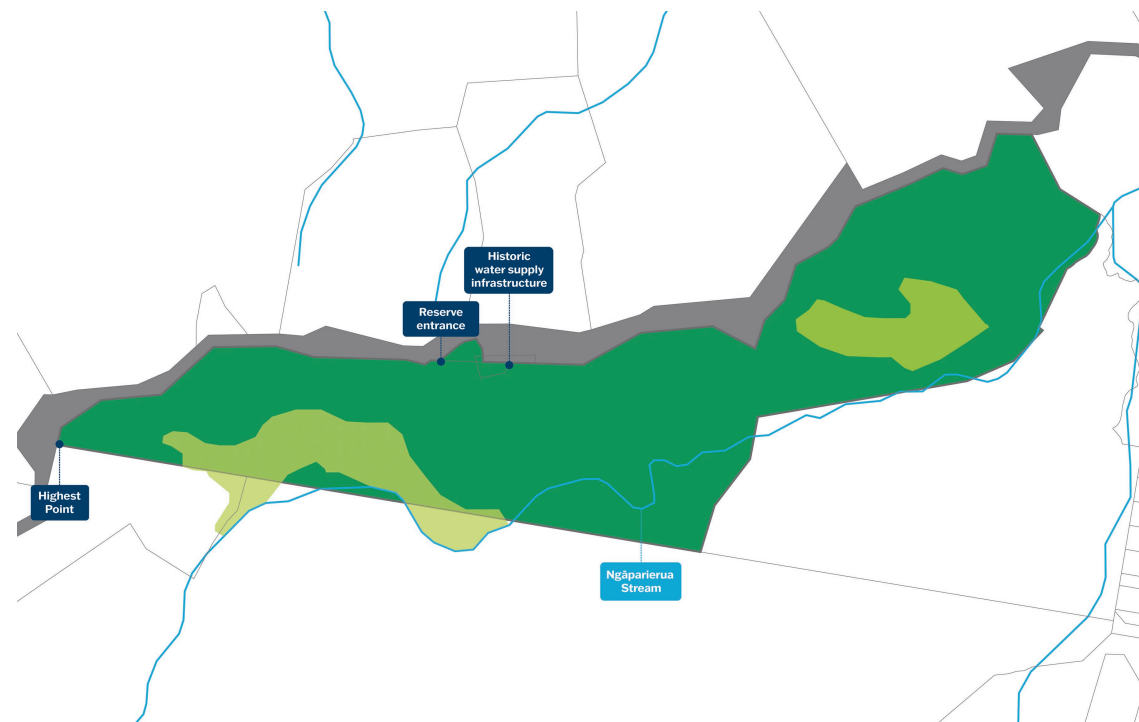 Historic
water supply
infrastructure
Reserve
entrance
Highest
Point
Ngāparierua
Stream